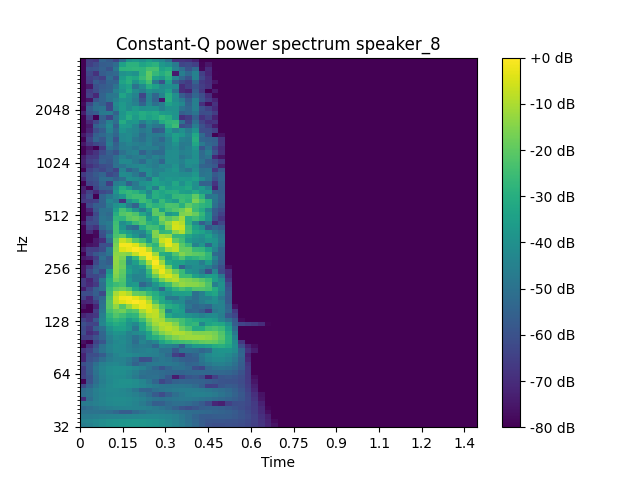 Constant-Q power spectrum speaker_8
+0 dB
2048
-10 dB
1024
-20 dB
512
-30 dB
Hz
-40 dB
256
-50 dB
128
-60 dB
64
-70 dB
32
-80 dB
0 0.15 0.3 0.45 0.6 0.75 0.9 1.1 1.2 1.4
Time